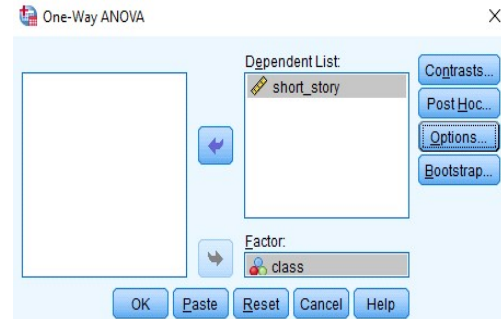 One-Way ANOVA
X
Dependent List:
short_story
Contrasts...
Post Hoc...
Options...
Bootstrap...
Factor:
class
OK Paste Reset Cancel Help